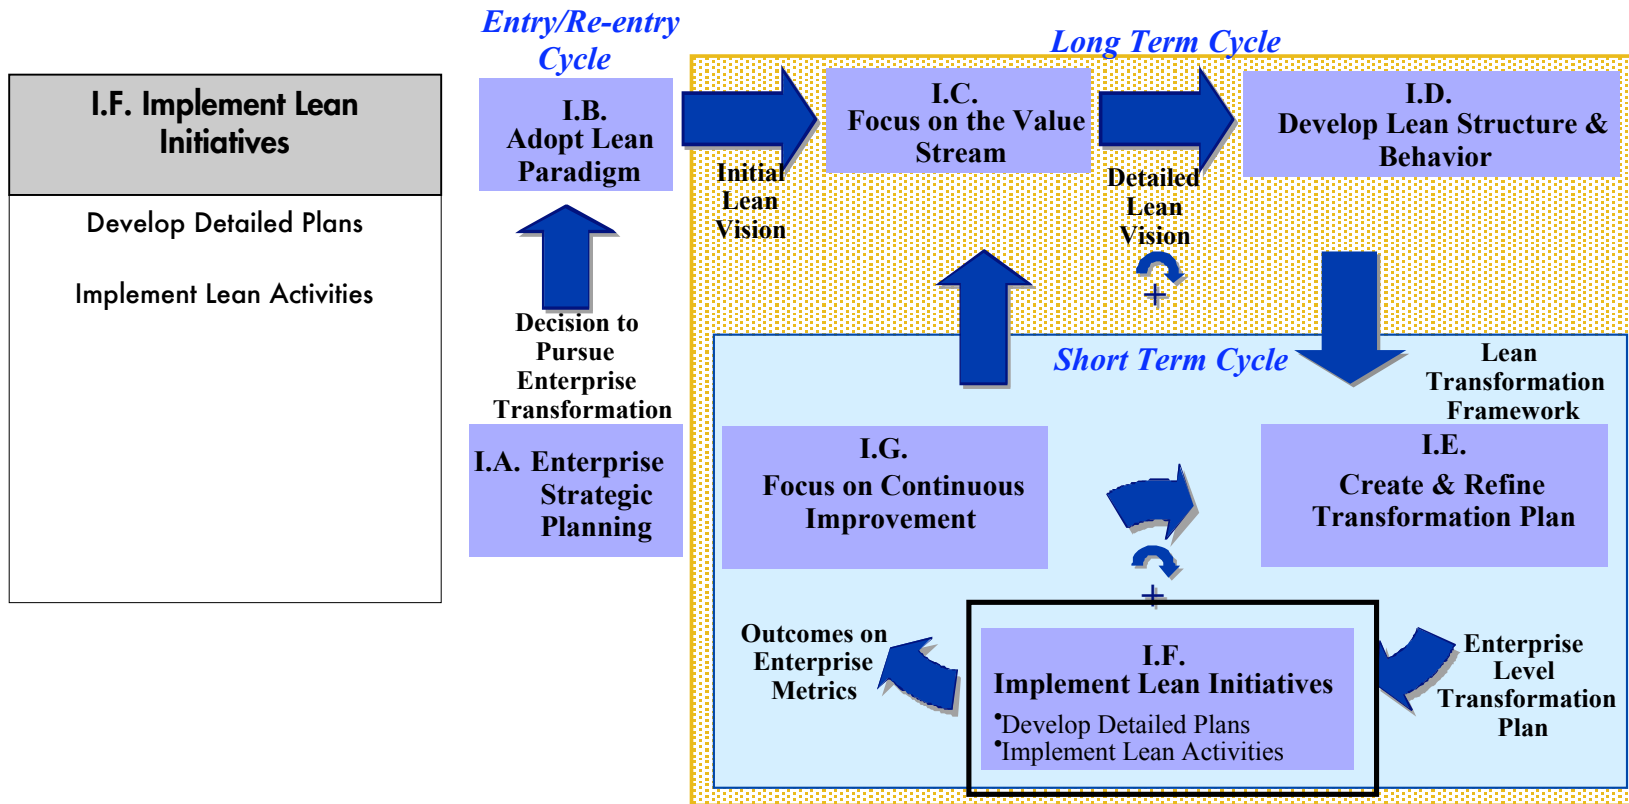 I.F. Implement Lean
Initiatives
Develop Detailed Plans
Implement Lean Activities
Entry/Re-entry
Cycle
I.B.
Adopt Lean
Paradigm
Decision to
Pursue
Enterprise
Transformation
I.A. Enterprise
Strategic
Planning
Long Term Cycle
Initial
Lean
Vision
I.C.
Focus on the Value
Stream
Detailed
Lean
Vision
+
I.D.
Develop Lean Structure &
Behavior
Short Term Cycle
Lean
Transformation
Framework
I.G.
Focus on Continuous
Improvement
I.E.
Create & Refine
Transformation Plan
+
Outcomes on
Enterprise
Metrics
I.F.
Implement Lean Initiatives
•Develop Detailed Plans
•Implement Lean Activities
Enterprise
Level
Transformation
Plan